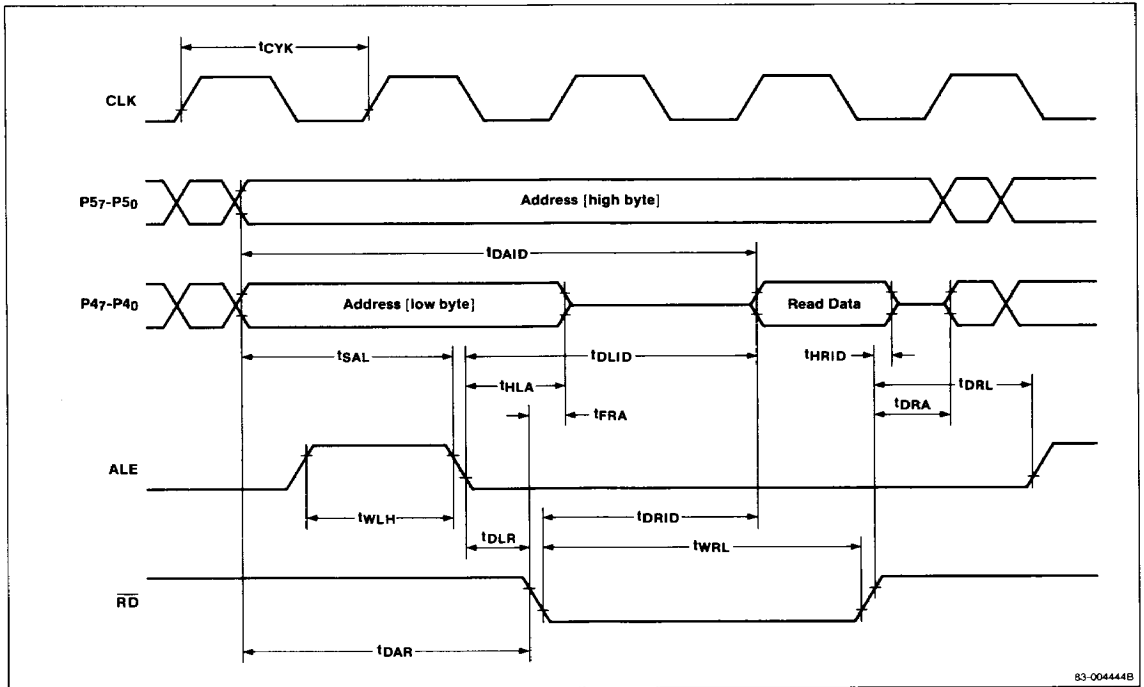 tCYK
CLK
P57-P50
Address [high byte]
tDAID
P47-P40
Address [low byte]
Read Data
tSAL
tDLID
tHRID
tHLA
tDRL
tFRA
tDRA
ALE
tWLH
tDRID
tDLR
tWRL
RD
tDAR
83-004444B